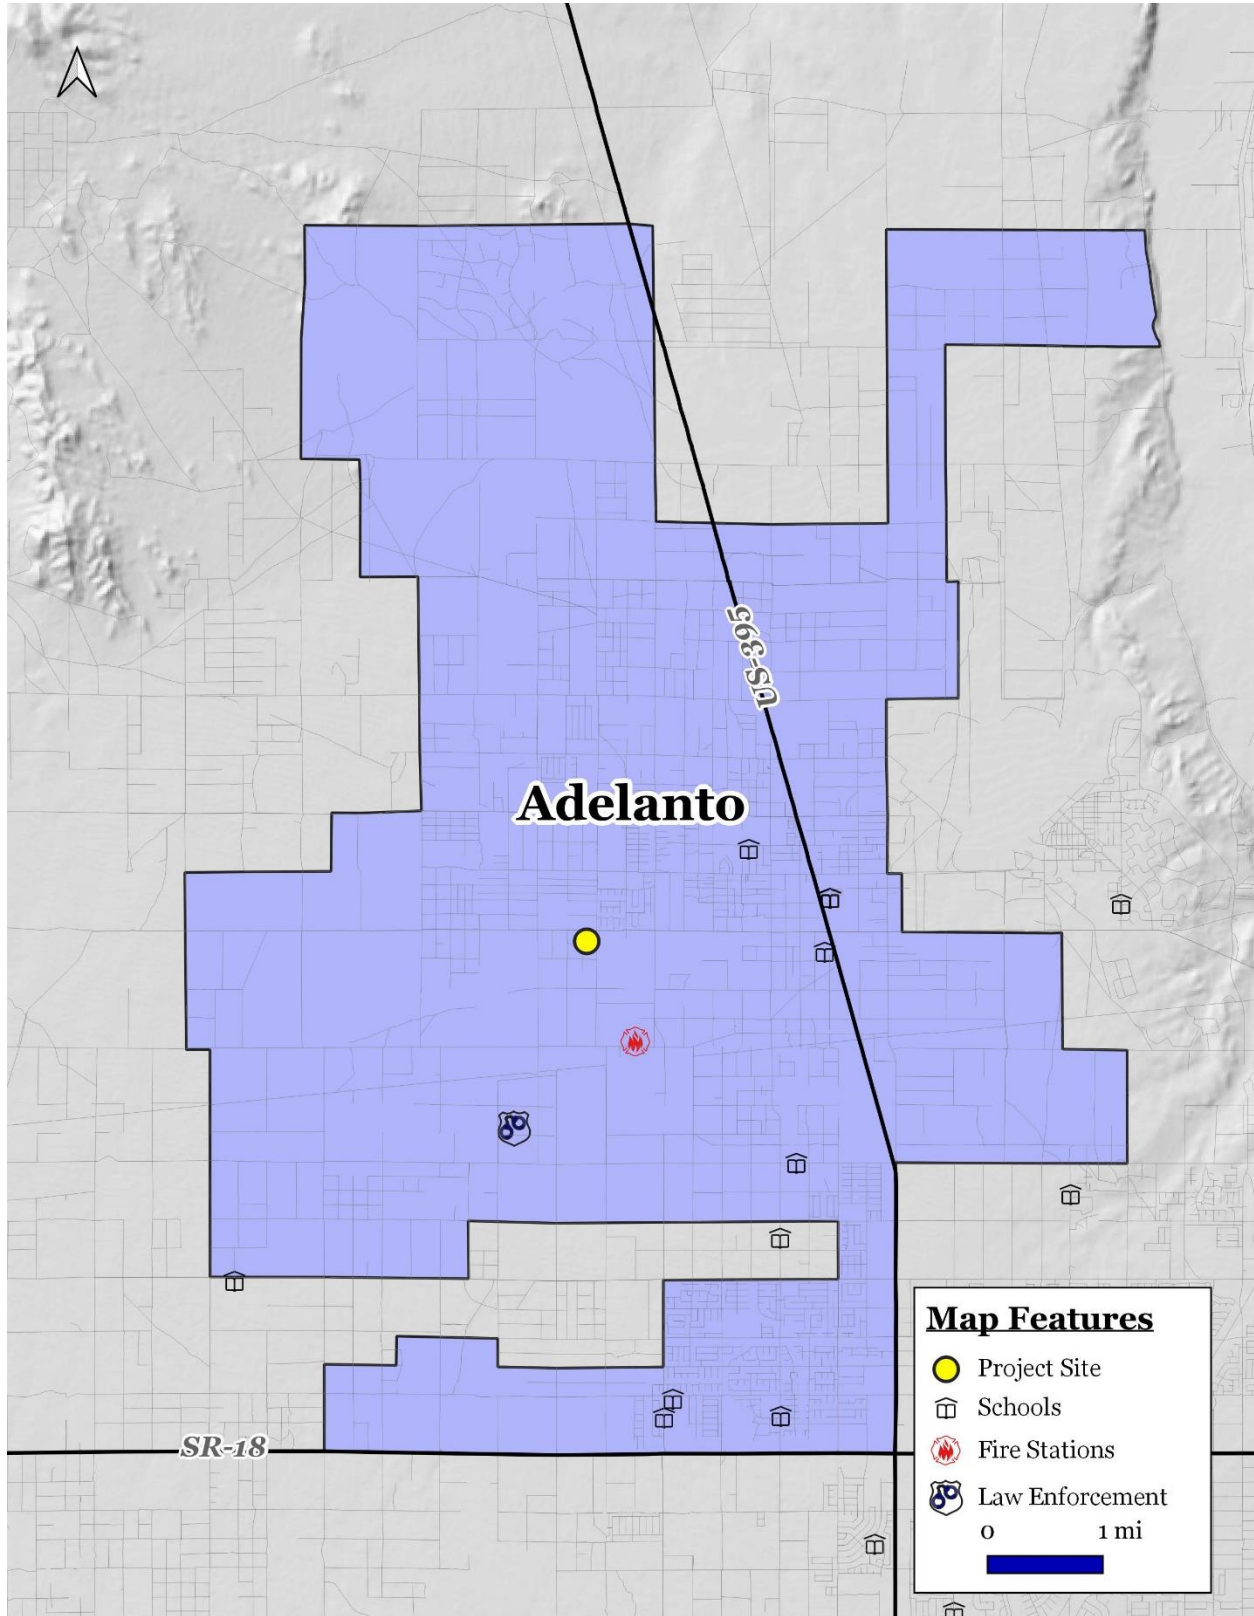 US-395
Adelanto
SR-18
Map Features
Project Site
Schools
Fire Stations
Law Enforcement
0 1 mi